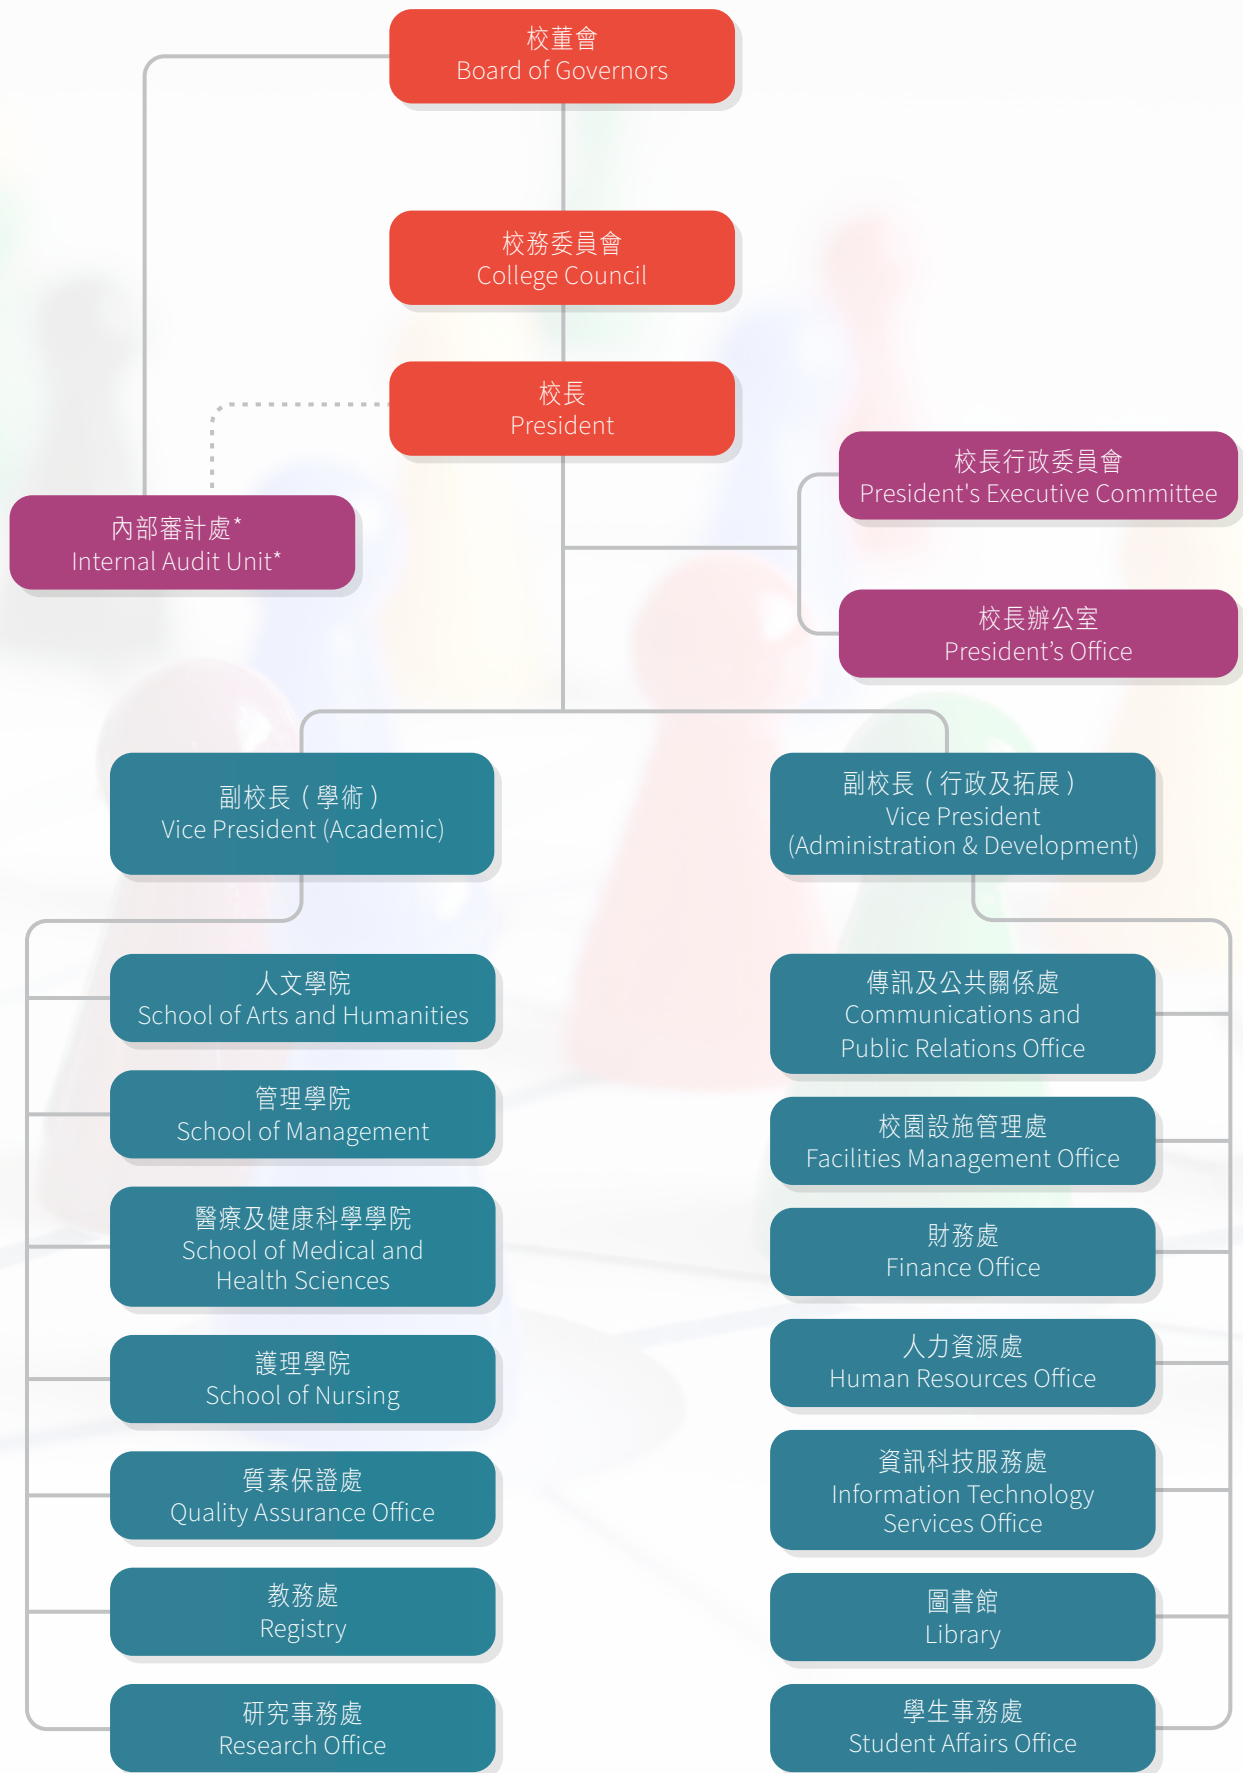 校董會
Board of Governors
校務委員會
College Council
校長
President
校長行政委員會
President's Executive Committee
內部審計處*
Internal Audit Unit*
校長辦公室
President’s Office
副校長（學術）
Vice President (Academic)
副校長（行政及拓展）
Vice President
(Administration & Development)
人文學院
School of Arts and Humanities
管理學院
School of Management
醫療及健康科學學院
School of Medical and
Health Sciences
護理學院
School of Nursing
質素保證處
Quality Assurance Office
教務處
Registry
研究事務處
Research Office
傳訊及公共關係處
Communications and
Public Relations Office
校園設施管理處
Facilities Management Office
財務處
Finance Office
人力資源處
Human Resources Office
資訊科技服務處
Information Technology
Services Office
圖書館
Library
學生事務處
Student Affairs Office